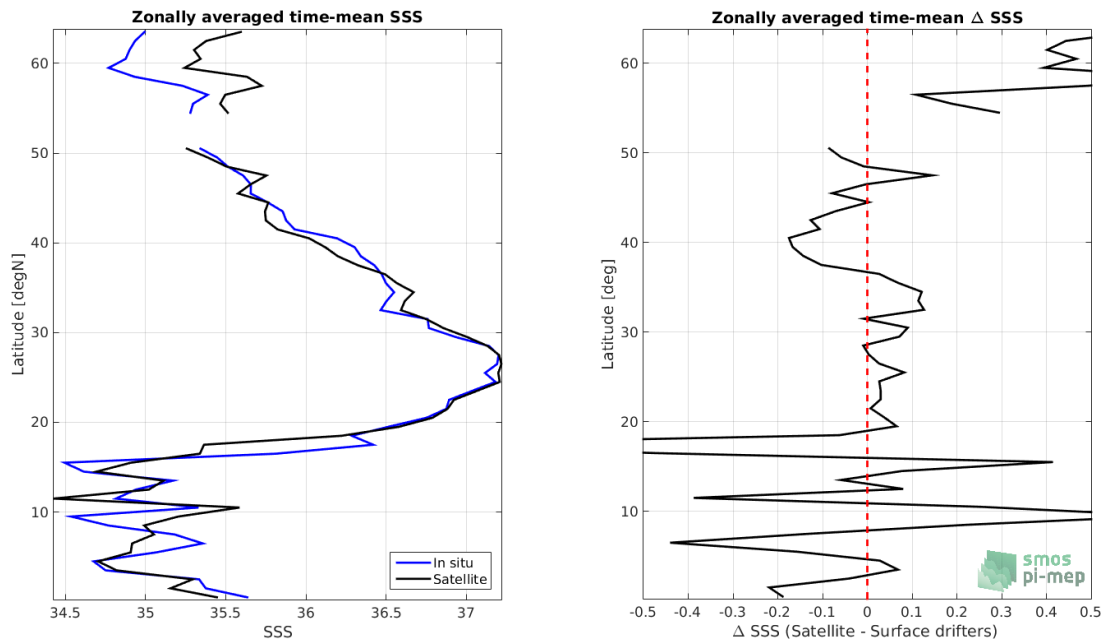 Zonally averaged time-mean SSS
60
50
40
30
20
10
Latitude [degN]
34.5 35 35.5 36 36.5 37
SSS
In situ
Satellite
Zonally averaged time-mean Δ SSS
60
50
40
30
20
10
Latitude [deg]
-0.5 -0.4 -0.3 -0.2 -0.1 0 0.1 0.2 0.3 0.4 0.5
Δ SSS (Satellite - Surface drifters)
smos
pi-mep